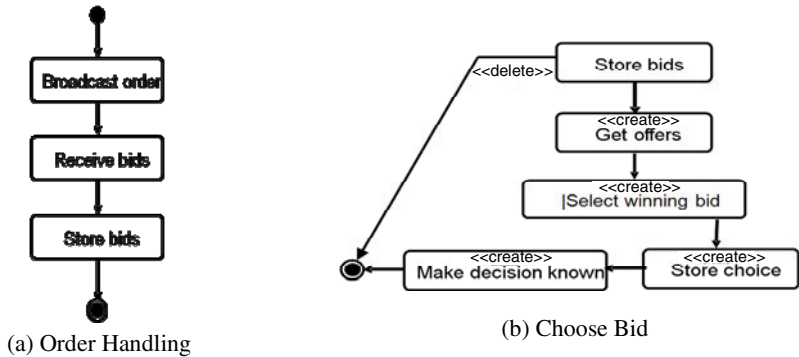 Broadcast order
Receive bids
Store bids
(a) Order Handling
Store bids
<<delete>>
<<create>>
Get offers
<<create>>
|Select winning bid
<<create>>
Store choice
<<create>>
Make decision known
(b) Choose Bid